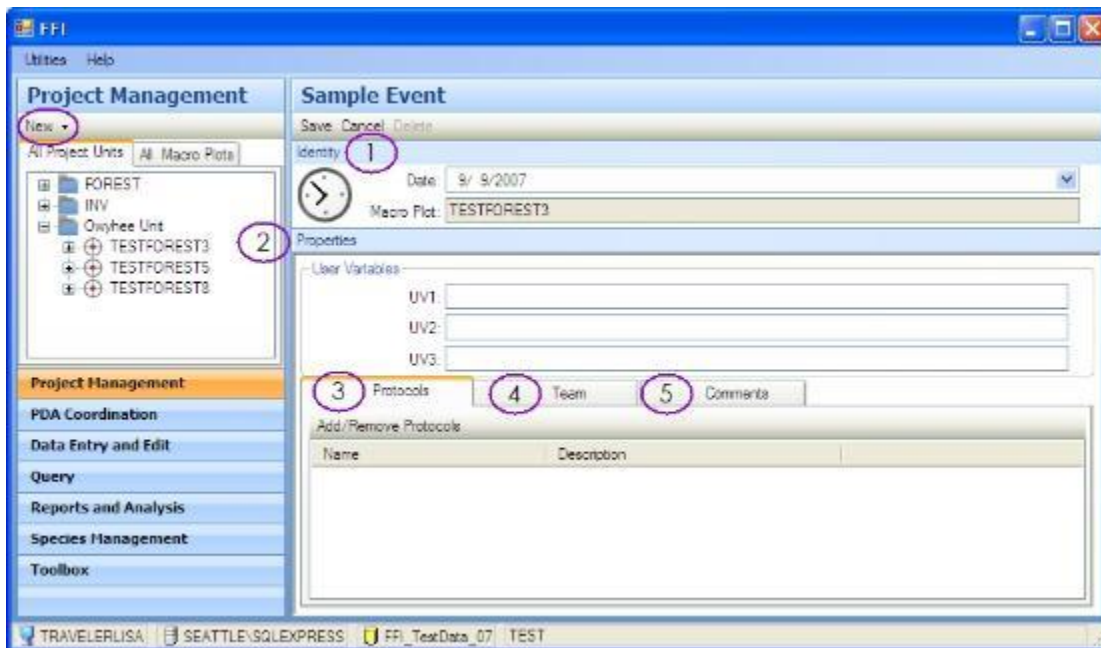 FFI
Utilities Help
Project Management
New
All Project Units All Macro Plots
FOREST
INV
Owyhee Unit
TESTFOREST3
TESTFOREST5
TESTFOREST8
Project Management
PDA Coordination
Data Entry and Edit
Query
Reports and Analysis
Species Management
Toolbox
Sample Event
Save Cancel Delete
Identity 1
Date: 9/ 9/2007
Macro Plot: TESTFOREST3
2 Properties
User Variables
UV1:
UV2:
UV3:
3 Protocols 4 Team 5 Comments
Add/Remove Protocols
Name Description
TRAVELERLISA SEATTLE\SQLEXPRESS FFI_TestData_07 TEST